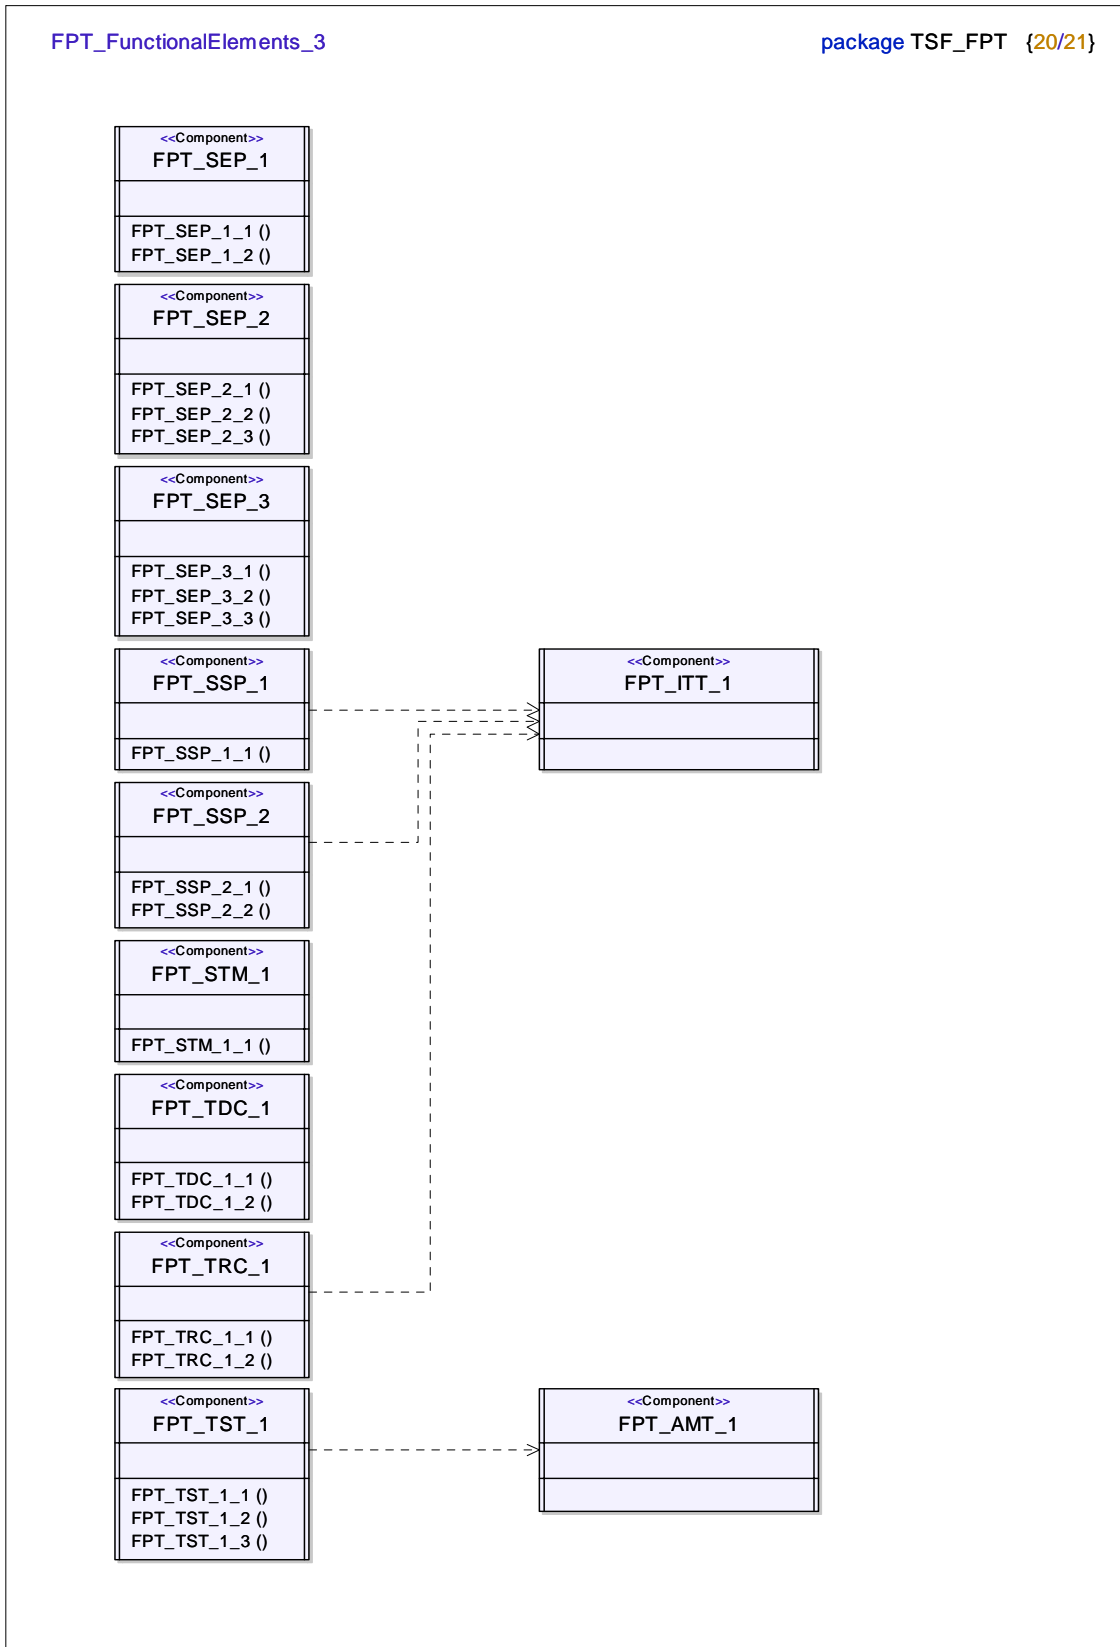 FPT_FunctionalElements_3
package TSF_FPT {20/21}
<<Component>>
FPT_SEP_1
FPT_SEP_1_1 ()
FPT_SEP_1_2 ()
<<Component>>
FPT_SEP_2
FPT_SEP_2_1 ()
FPT_SEP_2_2 ()
FPT_SEP_2_3 ()
<<Component>>
FPT_SEP_3
FPT_SEP_3_1 ()
FPT_SEP_3_2 ()
FPT_SEP_3_3 ()
<<Component>>
FPT_SSP_1
FPT_SSP_1_1 ()
<<Component>>
FPT_ITT_1
<<Component>>
FPT_SSP_2
FPT_SSP_2_1 ()
FPT_SSP_2_2 ()
<<Component>>
FPT_STM_1
FPT_STM_1_1 ()
<<Component>>
FPT_TDC_1
FPT_TDC_1_1 ()
FPT_TDC_1_2 ()
<<Component>>
FPT_TRC_1
FPT_TRC_1_1 ()
FPT_TRC_1_2 ()
<<Component>>
FPT_TST_1
FPT_TST_1_1 ()
FPT_TST_1_2 ()
FPT_TST_1_3 ()
<<Component>>
FPT_AMT_1